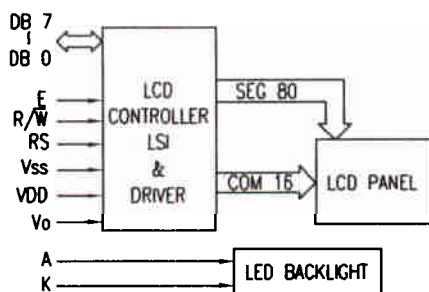 DB 7
DB 0
E
R/W
RS
Vss
VDD
Vo
A
K
LCD
CONTROLLER
LSI
&
DRIVER
SEG 80
COM 16
LCD PANEL
LED BACKLIGHT